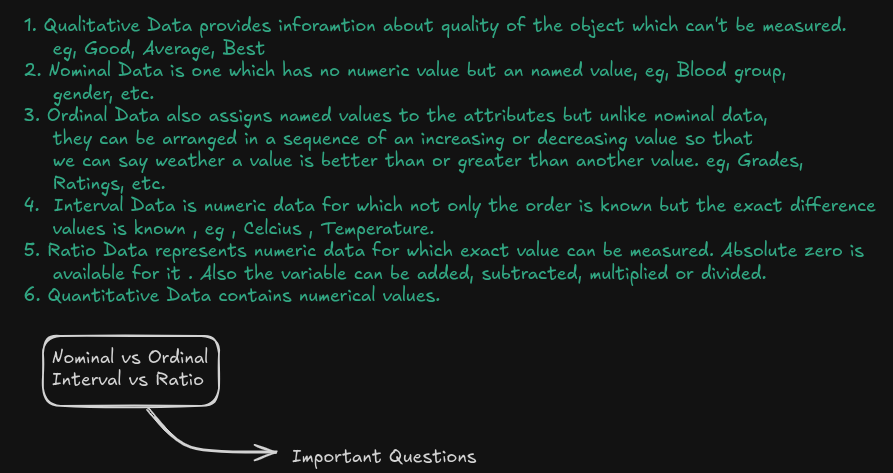 1. Qualitative Data provides inforamtion about quality of the object which can't be measured.
eg, Good, Average, Best
2. Nominal Data is one which has no numeric value but an named value, eg, Blood group,
gender, etc.
3. Ordinal Data also assigns named values to the attributes but unlike nominal data,
they can be arranged in a sequence of an increasing or decreasing value so that
we can say weather a value is better than or greater than another value. eg, Grades,
Ratings, etc.
4. Interval Data is numeric data for which not only the order is known but the exact difference
values is known , eg , Celcius , Temperature.
5. Ratio Data represents numeric data for which exact value can be measured. Absolute zero is
available for it . Also the variable can be added, subtracted, multiplied or divided.
6. Quantitative Data contains numerical values.
Nominal vs Ordinal
Interval vs Ratio
Important Questions